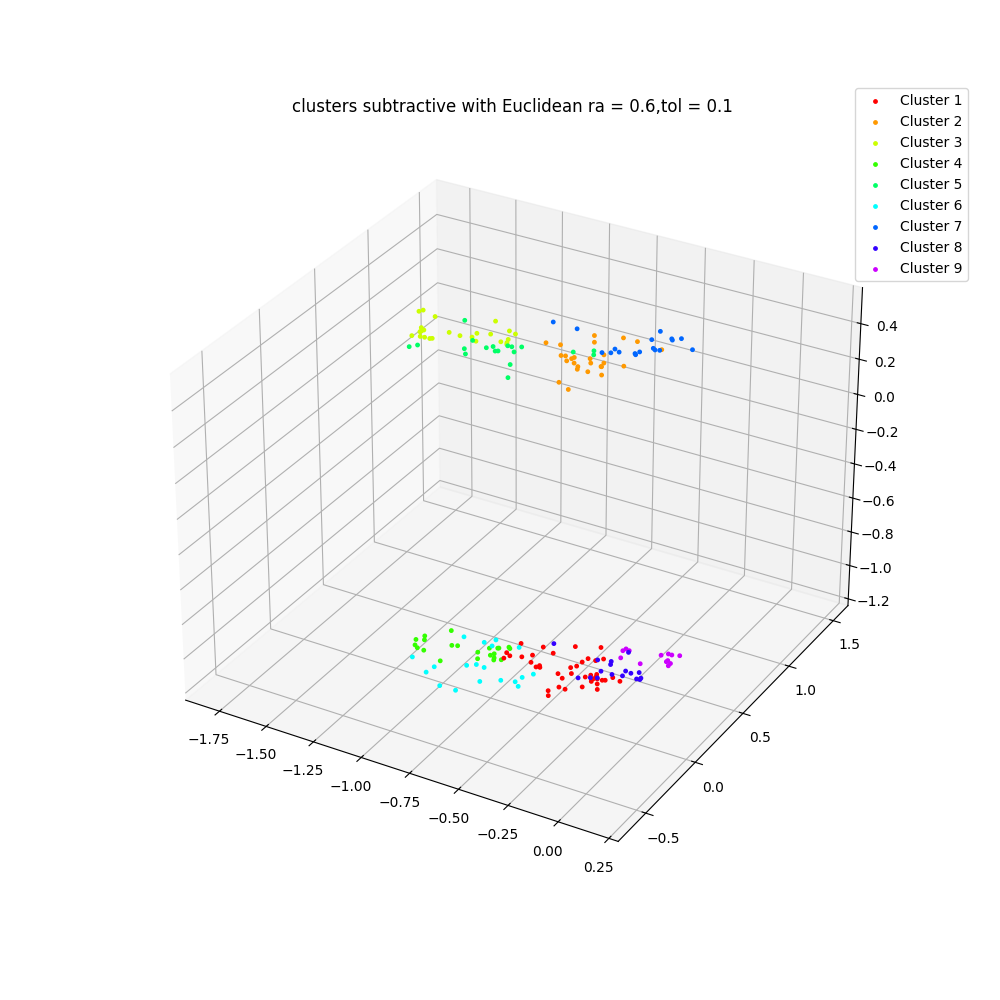 clusters subtractive with Euclidean ra = 0.6,tol = 0.1
Cluster 1
Cluster 2
Cluster 3
Cluster 4
Cluster 5
Cluster 6
Cluster 7
Cluster 8
Cluster 9
0.4
0.2
0.0
−0.2
−0.4
−0.6
−0.8
−1.0
−1.2
1.5
1.0
0.5
0.0
−0.5
−1.75
−1.50
−1.25
−1.00
−0.75
−0.50
−0.25
0.00
0.25